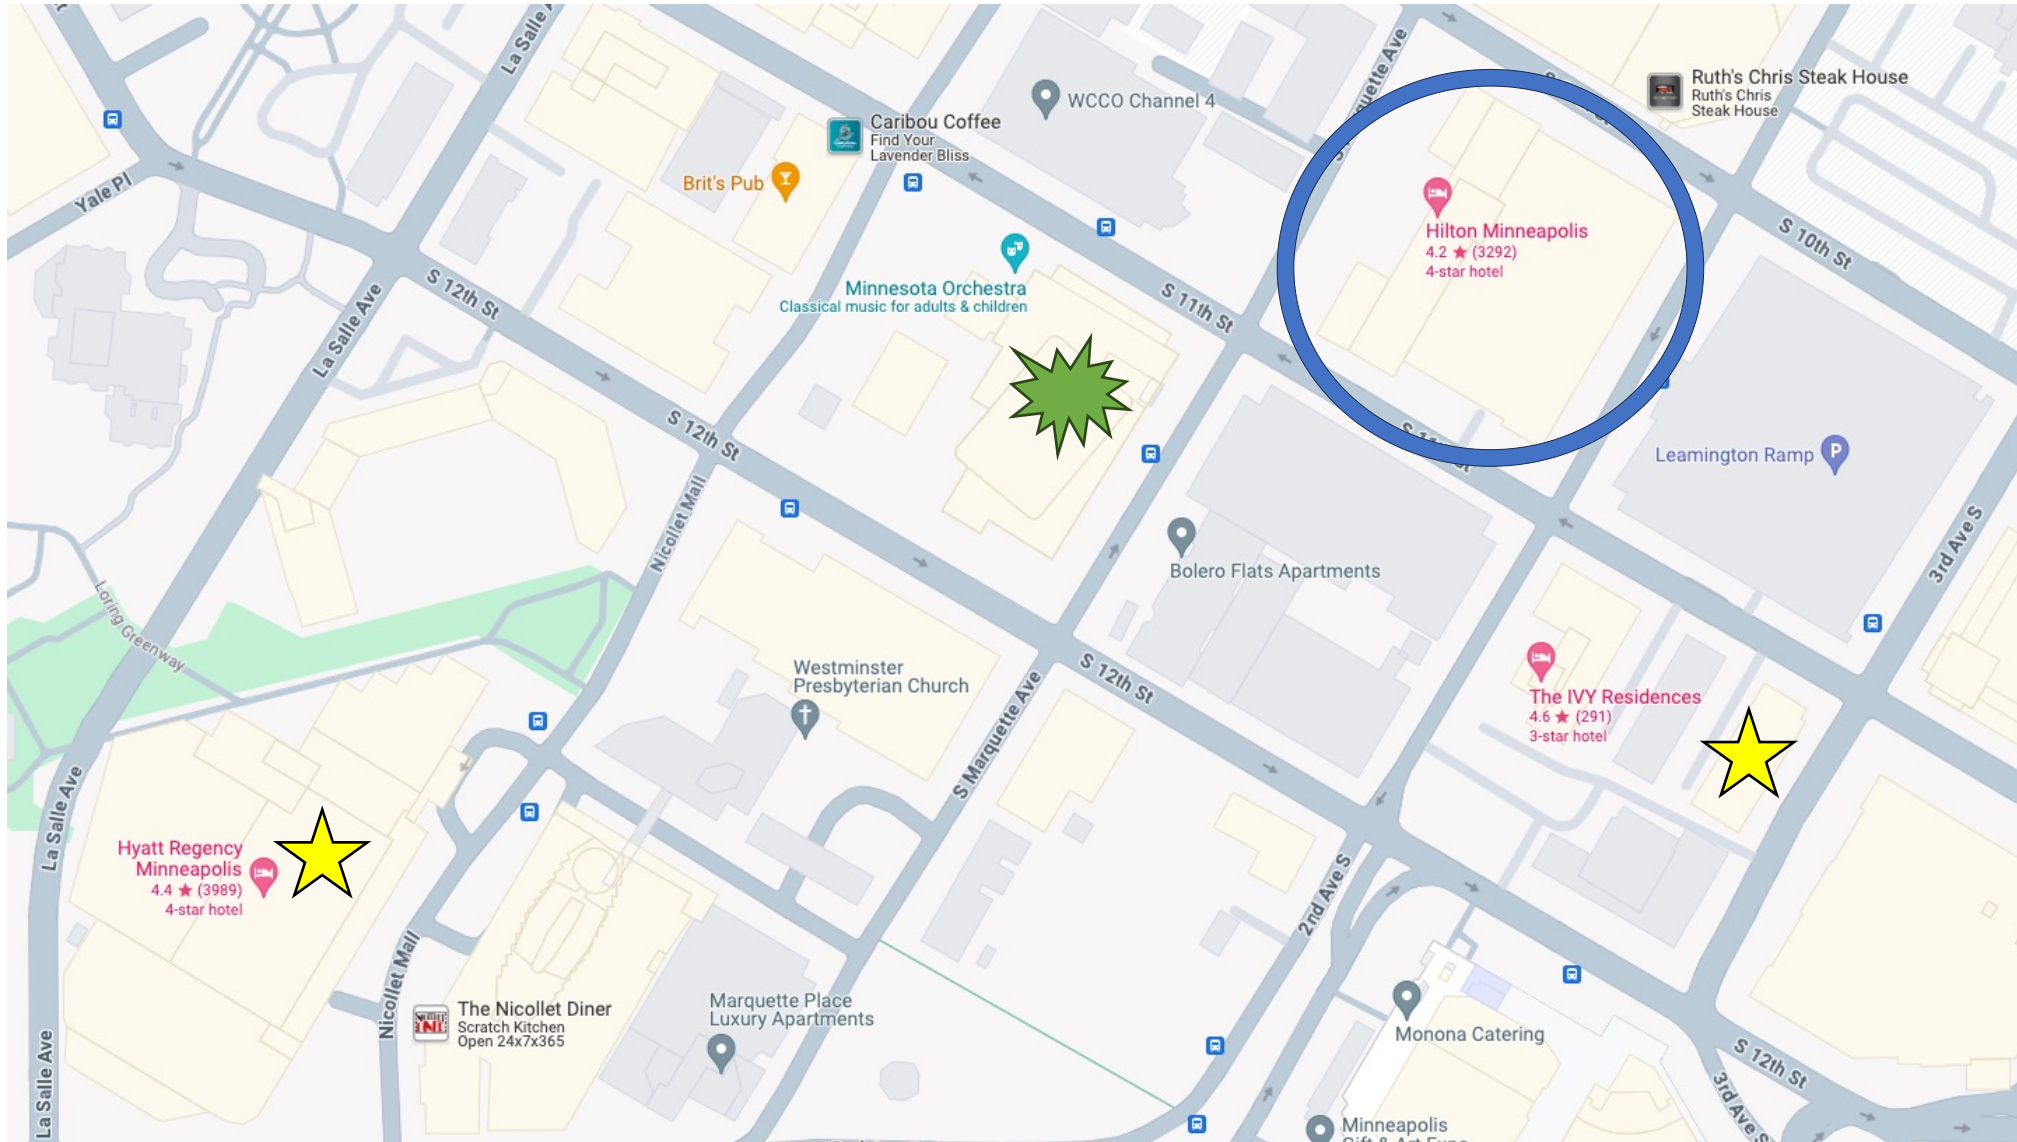 La Salle
La Salle Ave
Yale Pl
S 12th St
Brit's Pub
Caribou Coffee
Find Your
Lavender Bliss
WCCO Channel 4
Marquette Ave
Ruth's Chris Steak House
Ruth's Chris
Steak House
Hilton Minneapolis
4.2 ★ (3292)
4-star hotel
S 10th St
Minnesota Orchestra
Classical music for adults & children
S 11th St
S 11th St
S 12th St
Nicollet Mall
Leamington Ramp
P
3rd Ave S
Bolero Flats Apartments
Loring Greenway
Westminster
Presbyterian Church
S 12th St
S Marquette Ave
The IVY Residences
4.6 ★ (291)
3-star hotel
La Salle Ave
Hyatt Regency
Minneapolis
4.4 ★ (3989)
4-star hotel
2nd Ave S
Nicollet Mall
The Nicollet Diner
Scratch Kitchen
Open 24x7x365
Marquette Place
Luxury Apartments
Monona Catering
S 12th St
3rd Ave S
La Salle Ave
Minneapolis
Gift & Art Expo